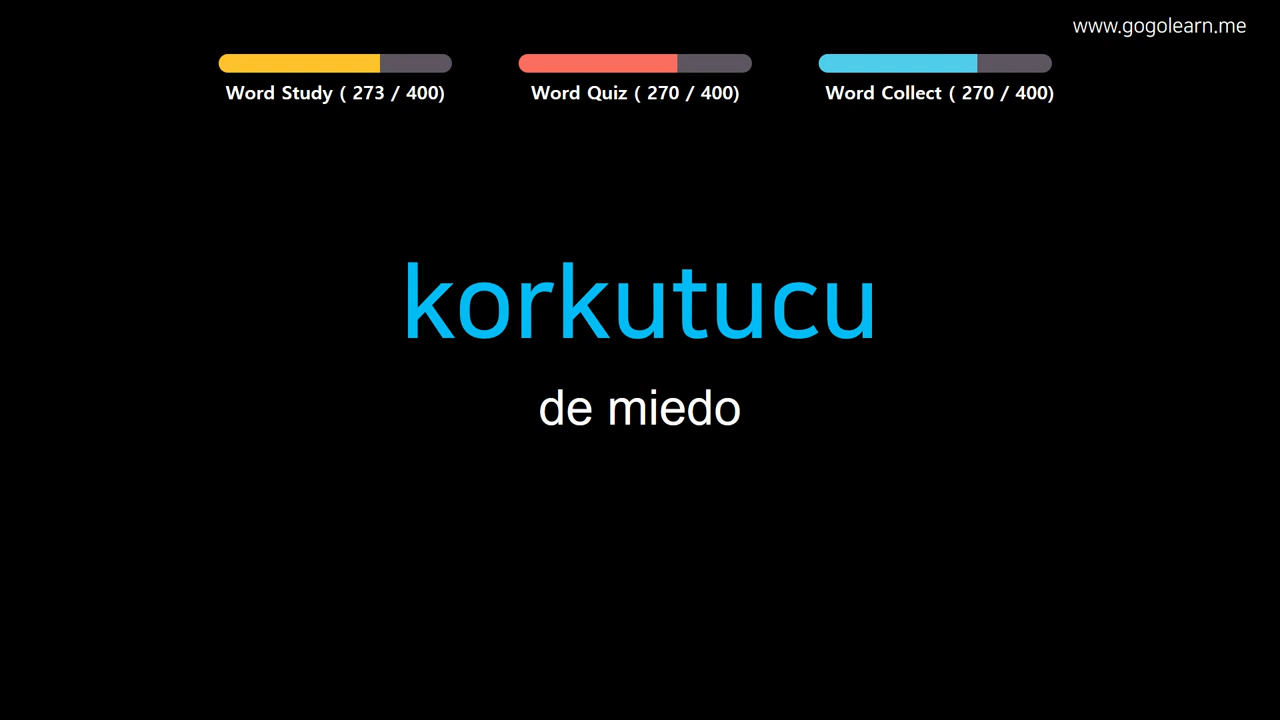 www.gogolearn.me
Word Study ( 273 / 400)
Word Quiz ( 270 / 400)
Word Collect ( 270 / 400)
korkutucu
de miedo